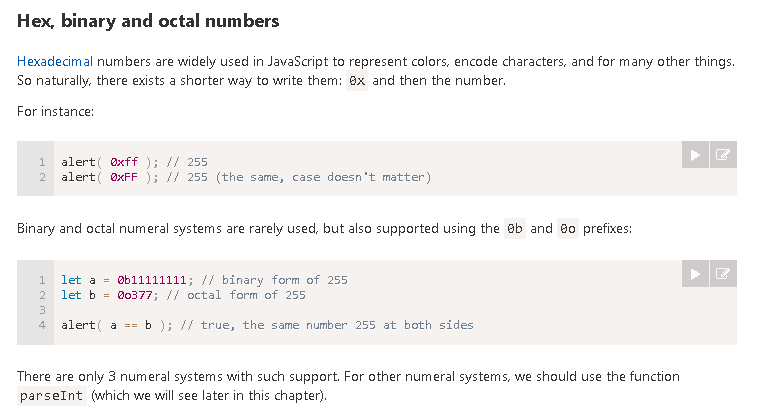 Hex, binary and octal numbers
Hexadecimal numbers are widely used in JavaScript to represent colors, encode characters, and for many other things.
So naturally, there exists a shorter way to write them: 0x and then the number.
For instance:
1 alert( 0xff ); // 255
2 alert( 0xFF ); // 255 (the same, case doesn't matter)
Binary and octal numeral systems are rarely used, but also supported using the 0b and 0o prefixes:
1 let a = 0b11111111; // binary form of 255
2 let b = 0o377; // octal form of 255
3
4 alert( a == b ); // true, the same number 255 at both sides
There are only 3 numeral systems with such support. For other numeral systems, we should use the function
parseInt (which we will see later in this chapter).